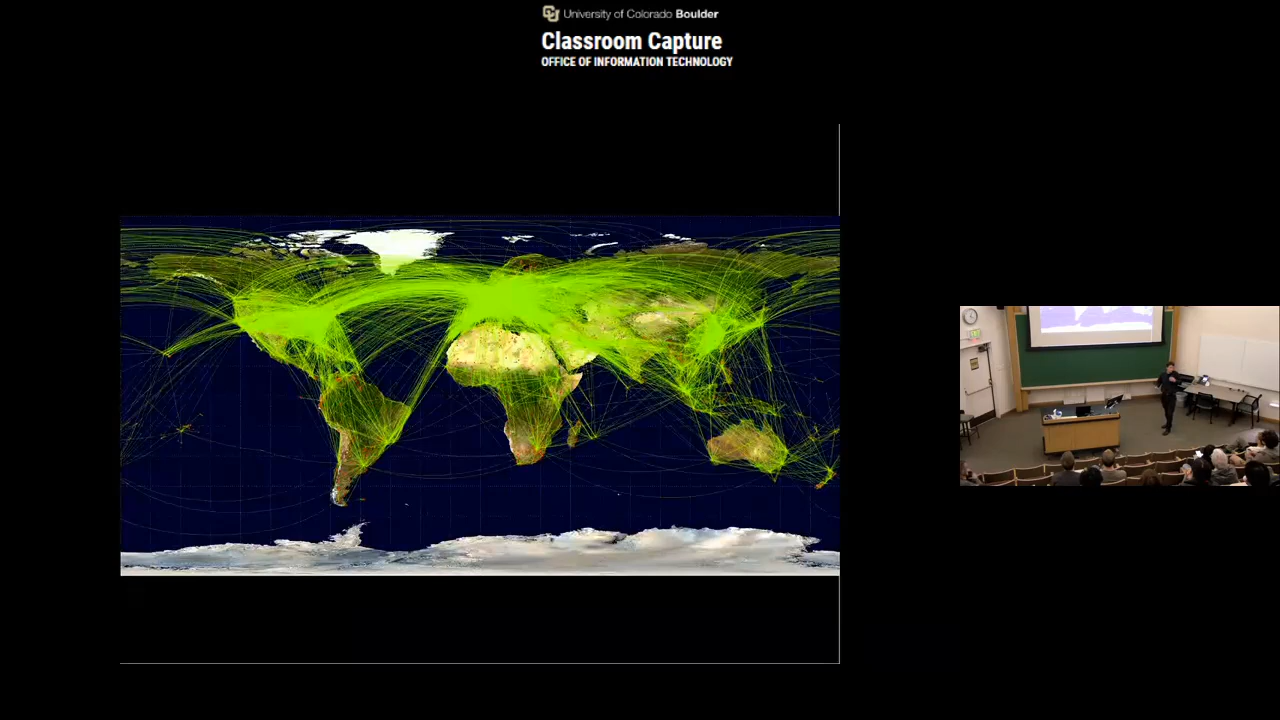 University of Colorado Boulder
Classroom Capture
OFFICE OF INFORMATION TECHNOLOGY